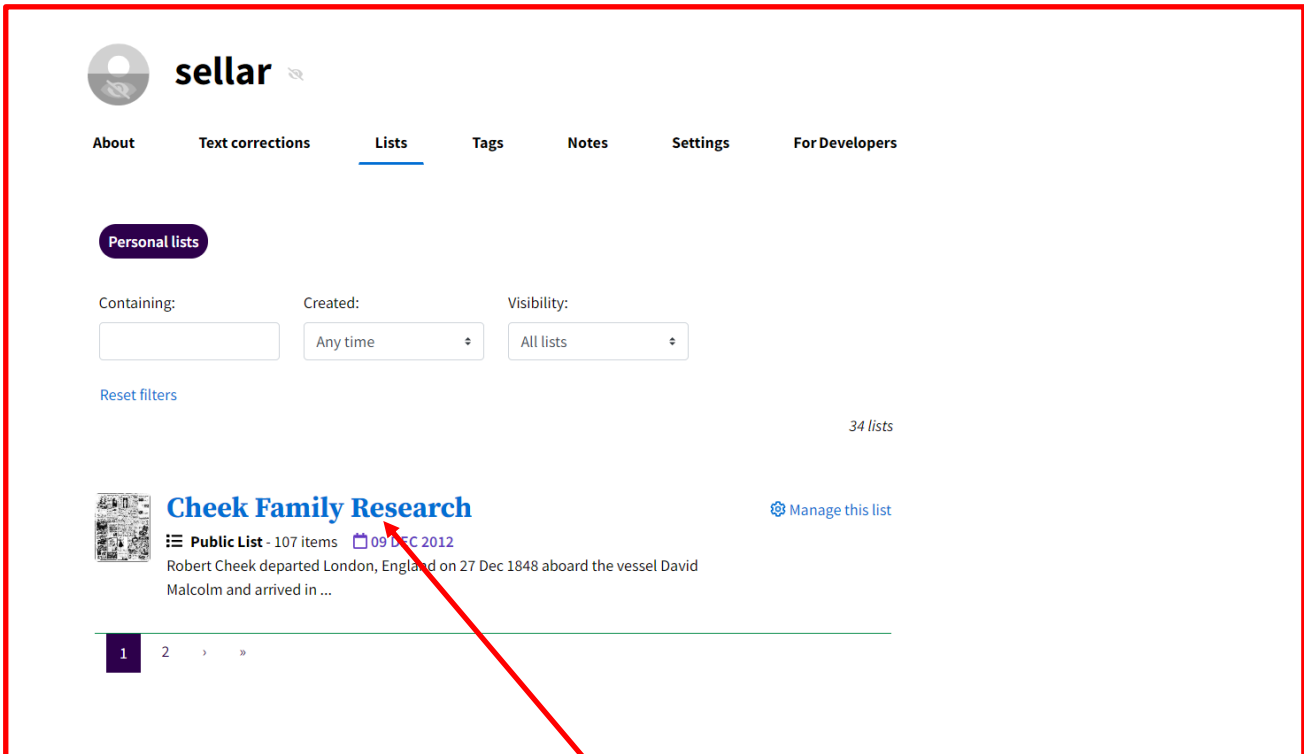 sellar
About Text corrections Lists Tags Notes Settings For Developers
Personal lists
Containing: Created: Visibility:
Any time All lists
Reset filters
34 lists
Cheek Family Research Manage this list
Public List - 107 items 09 DEC 2012
Robert Cheek departed London, England on 27 Dec 1848 aboard the vessel David
Malcolm and arrived in ...
1 2 › »